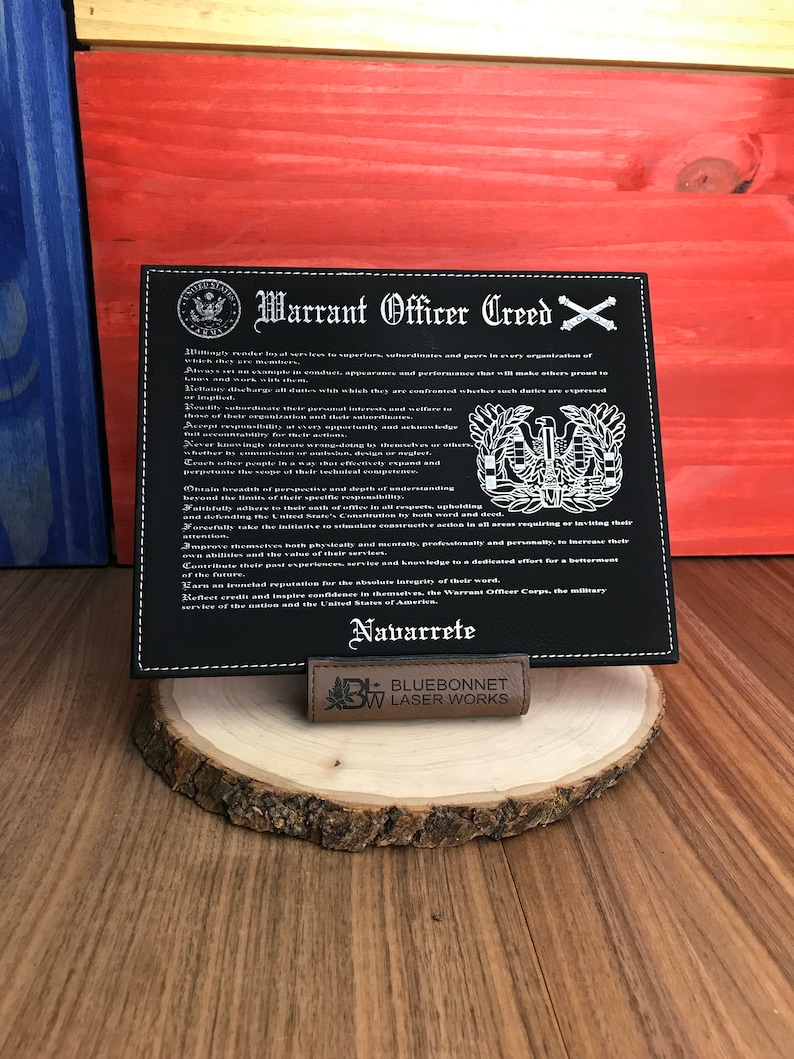 UNITED STATES
ARMY
Warrant Officer Creed
Willingly render loyal services to superiors, subordinates and peers in every organization of
which they are members.
Always set an example in conduct, appearance and performance that will make others proud to
know and work with them.
Reliably discharge all duties with which they are confronted whether such duties are expressed
or implied.
Readily subordinate their personal interests and welfare to
those of their organization and their subordinates.
Accept responsibility at every opportunity and acknowledge
full accountability for their actions.
Never knowingly tolerate wrong-doing by themselves or others,
whether by commission or omission, design or neglect.
Teach other people in a way that effectively expand and
perpetuate the scope of their technical competence.
Obtain breadth of perspective and depth of understanding
beyond the limits of their specific responsibility.
Faithfully adhere to their oath of office in all respects, upholding
and defending the United State's Constitution by both word and deed.
Forcefully take the initiative to stimulate constructive action in all areas requiring or inviting their
attention.
Improve themselves both physically and mentally, professionally and personally, to increase their
own abilities and the value of their services.
Contribute their past experiences, service and knowledge to a dedicated effort for a betterment
of the future.
Earn an ironclad reputation for the absolute integrity of their word.
Reflect credit and inspire confidence in themselves, the Warrant Officer Corps, the military
service of the nation and the United States of America.
Navarrete
BLW BLUEBONNET
LASER WORKS